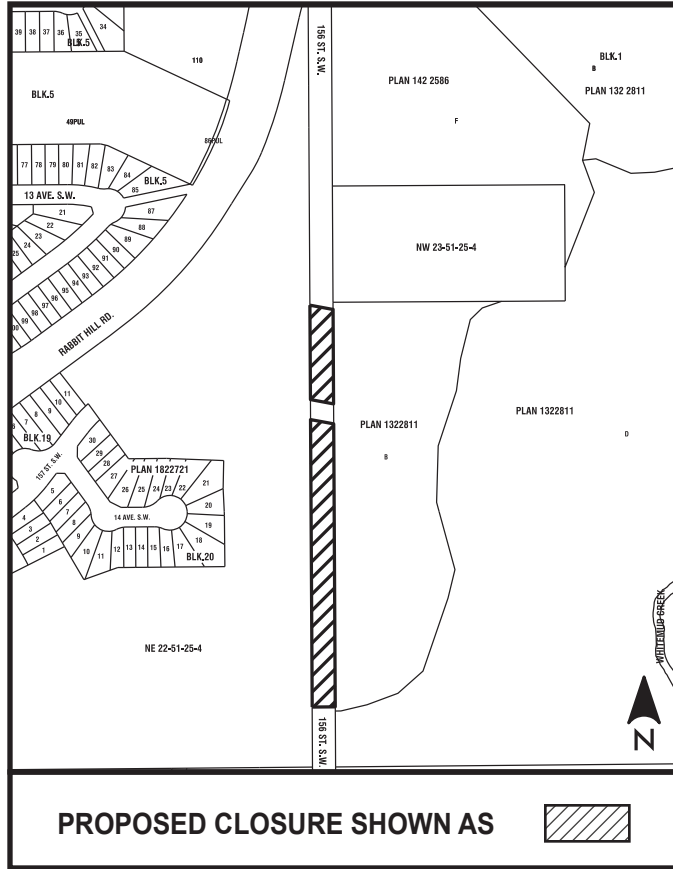 39 38 37 36 35 34
BLK.5
110
BLK.5
49PUL
86PUL
156 ST. S.W.
PLAN 142 2586
F
BLK.1
B
PLAN 132 2811
77 78 79 80 81 82 83 84 85
BLK.5
13 AVE. S.W.
21
22
23
24
25
87
88
89
90
91
92
93
94
95
96
97
98
99
00
RABBIT HILL RD.
NW 23-51-25-4
11
10
9
8
7
6
BLK.19
157 ST. S.W.
30
29
28
27
PLAN 1822721
26 25 24 23 22 21
20
19
18
17
16
15
14
13
12
11
10
9
8
7
6
5
4
3
2
1
14 AVE. S.W.
BLK.20
PLAN 1322811
B
PLAN 1322811
D
NE 22-51-25-4
WHITEMUD CREEK
156 ST. S.W.
N
PROPOSED CLOSURE SHOWN AS